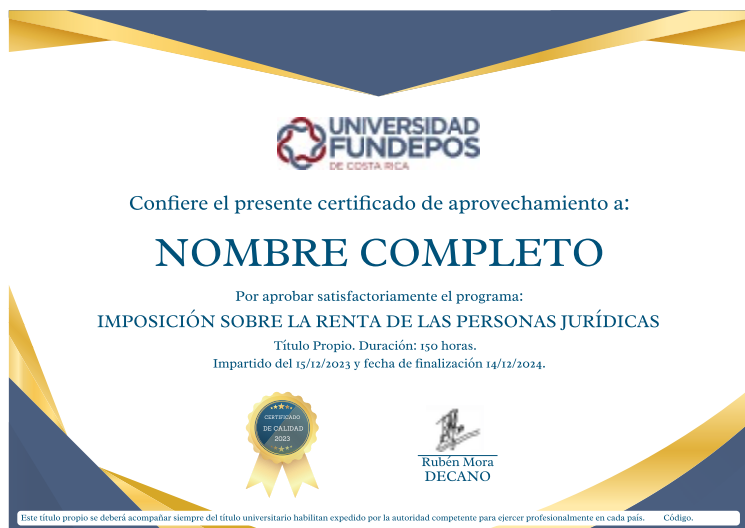 UNIVERSIDAD
FUNDEPOS
DE COSTA RICA
Confiere el presente certificado de aprovechamiento a:
NOMBRE COMPLETO
Por aprobar satisfactoriamente el programa:
IMPOSICIÓN SOBRE LA RENTA DE LAS PERSONAS JURÍDICAS
Título Propio. Duración: 150 horas.
Impartido del 15/12/2023 y fecha de finalización 14/12/2024.
CERTIFICADO
DE CALIDAD
2023
Rubén Mora
DECANO
Este título propio se deberá acompañar siempre del título universitario habilitan expedido por la autoridad competente para ejercer profesionalmente en cada país. Código.